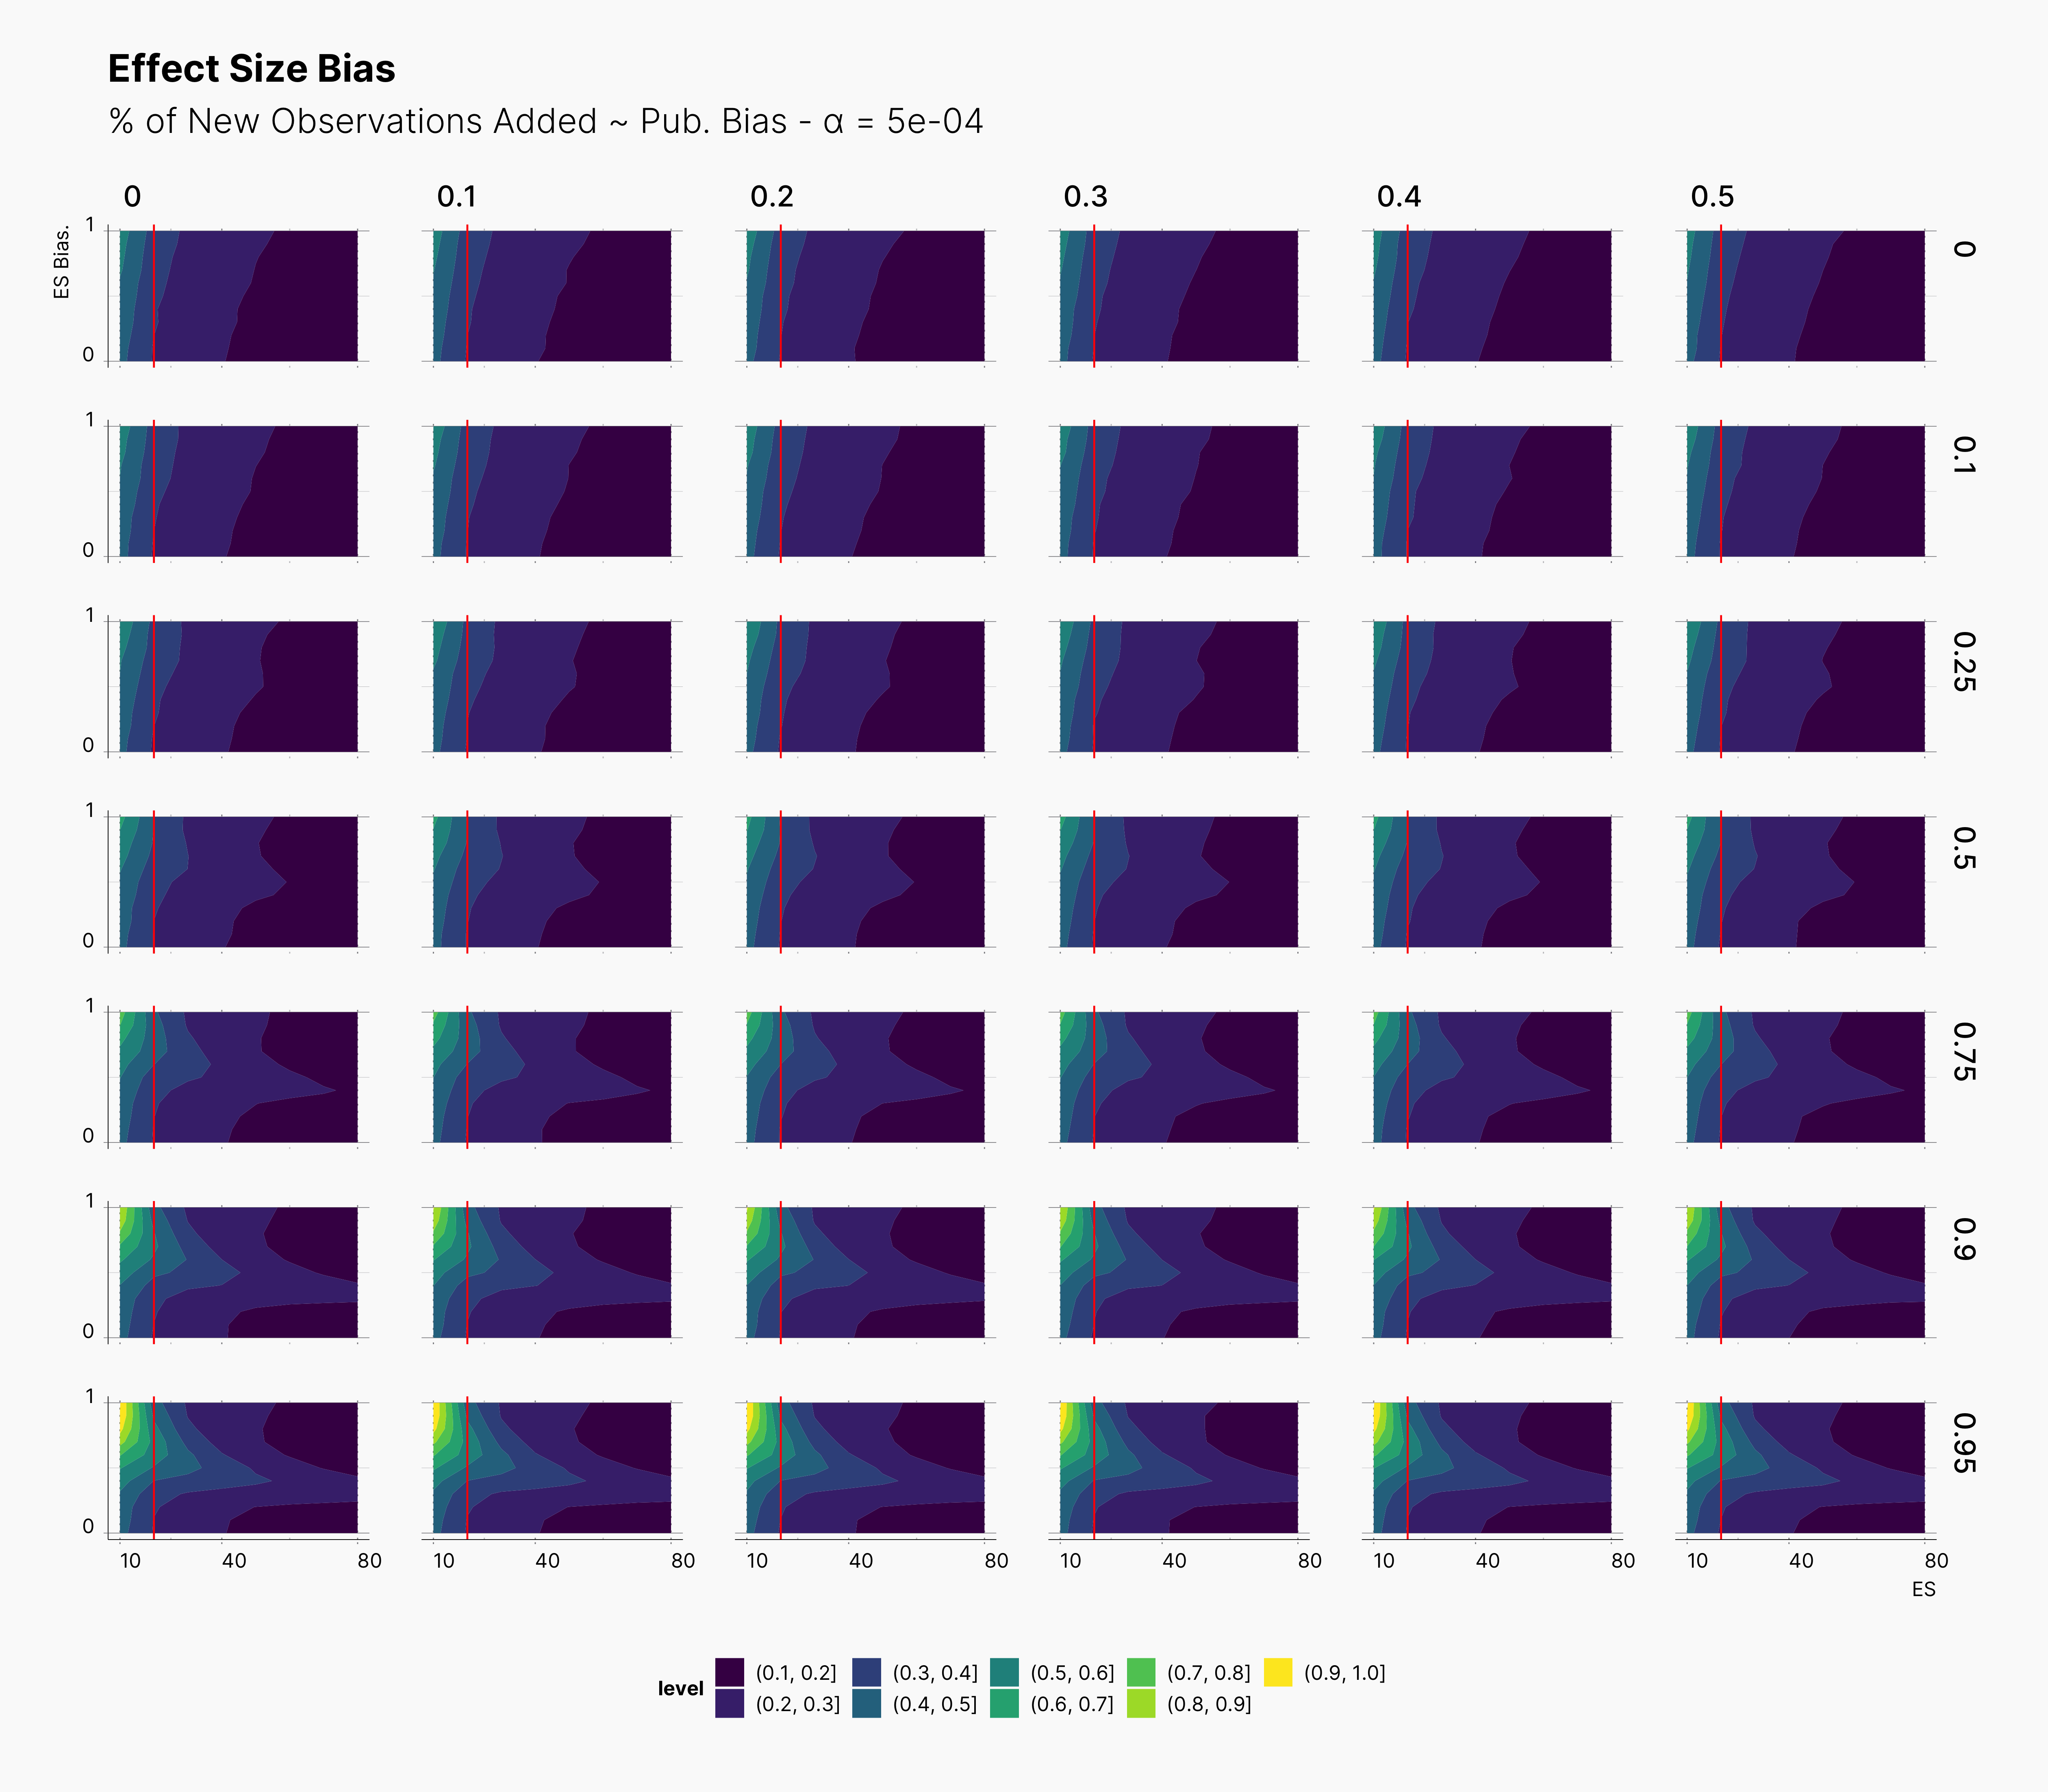 Effect Size Bias
% of New Observations Added ~ Pub. Bias - α = 5e-04
0 0.1 0.2 0.3 0.4 0.5
ES Bias.
1
0
0
1
0
0.1
1
0
0.25
1
0
0.5
1
0
0.75
1
0
0.9
1
0
0.95
10 40 80 10 40 80 10 40 80 10 40 80 10 40 80 10 40 80
ES
level
(0.1, 0.2] (0.3, 0.4] (0.5, 0.6] (0.7, 0.8] (0.9, 1.0]
(0.2, 0.3] (0.4, 0.5] (0.6, 0.7] (0.8, 0.9]